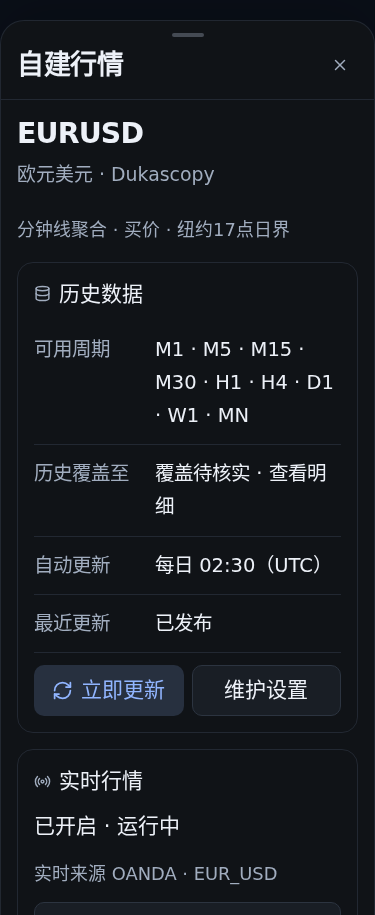 自建行情
EURUSD
欧元美元 · Dukascopy
分钟线聚合 · 买价 · 纽约17点日界
历史数据
可用周期
M1 · M5 · M15 ·
M30 · H1 · H4 · D1
· W1 · MN
历史覆盖至
覆盖待核实 · 查看明
细
自动更新
每日 02:30（UTC）
最近更新
已发布
立即更新
维护设置
实时行情
已开启 · 运行中
实时来源 OANDA · EUR_USD